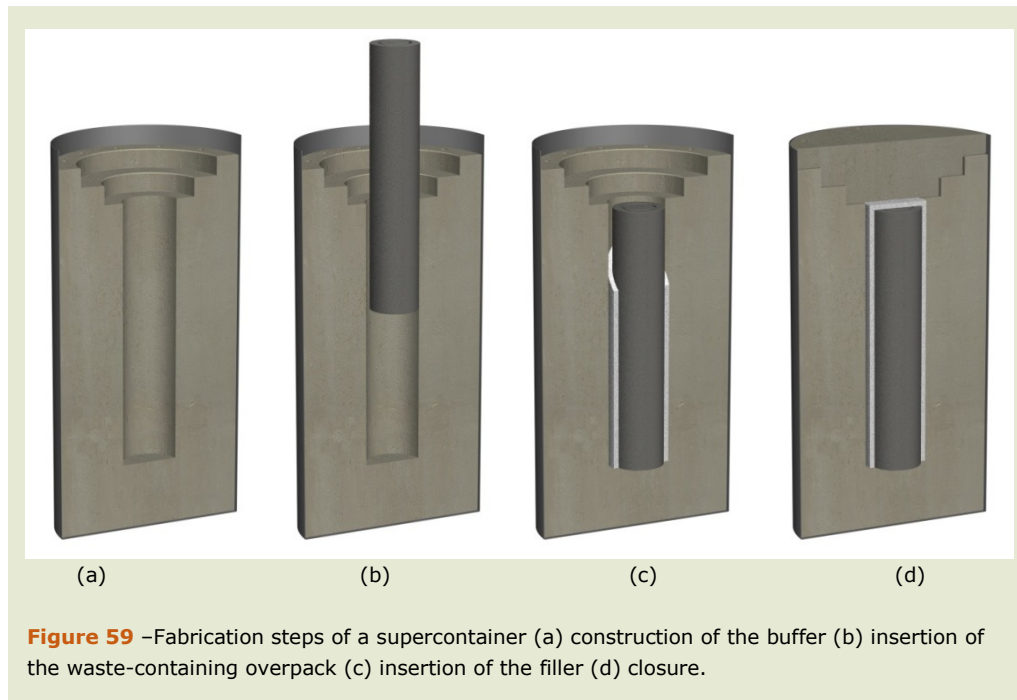 (a) (b) (c) (d)
Figure 59 –Fabrication steps of a supercontainer (a) construction of the buffer (b) insertion of
the waste-containing overpack (c) insertion of the filler (d) closure.